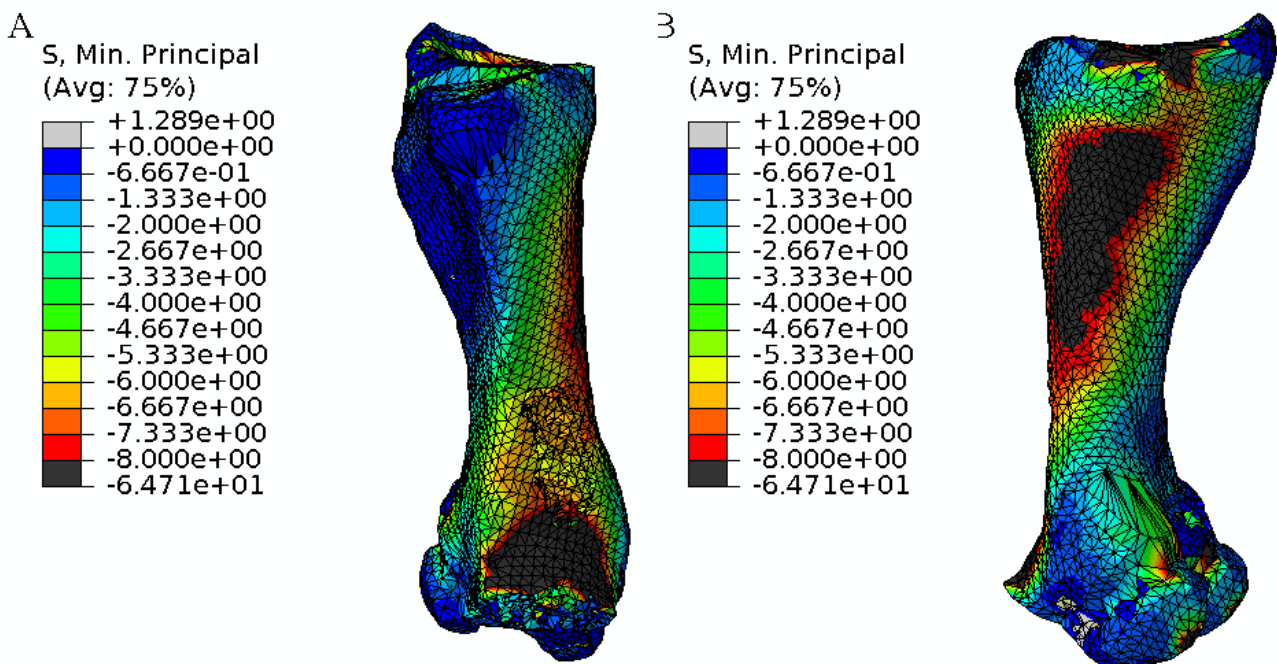 A
S, Min. Principal
(Avg: 75%)
+1.289e+00
+0.000e+00
-6.667e-01
-1.333e+00
-2.000e+00
-2.667e+00
-3.333e+00
-4.000e+00
-4.667e+00
-5.333e+00
-6.000e+00
-6.667e+00
-7.333e+00
-8.000e+00
-6.471e+01
B
S, Min. Principal
(Avg: 75%)
+1.289e+00
+0.000e+00
-6.667e-01
-1.333e+00
-2.000e+00
-2.667e+00
-3.333e+00
-4.000e+00
-4.667e+00
-5.333e+00
-6.000e+00
-6.667e+00
-7.333e+00
-8.000e+00
-6.471e+01